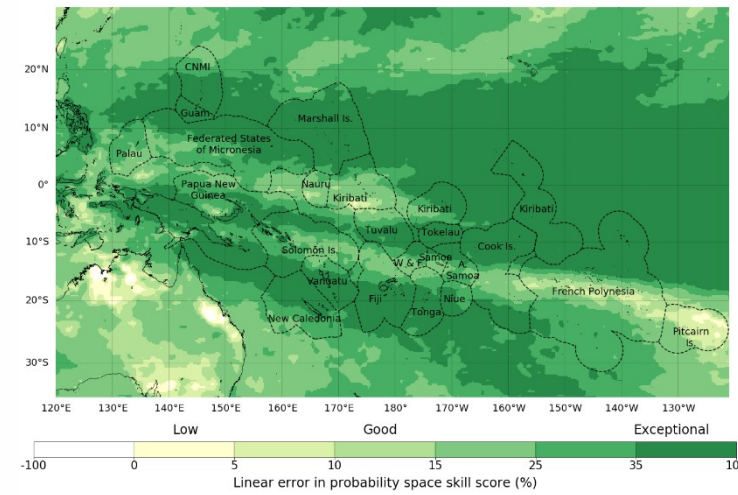 20°N
10°N
0°
10°S
20°S
30°S
CNMI
Guam
Marshall Is.
Federated States
of Micronesia
Palau
Papua New
Guinea
Nauru
Kiribati
Kiribati
Kiribati
Tuvalu
Tokelau
Cook Is.
Solomon Is.
W & F
Samoa
A.
Samoa
Vanuatu
Fiji
Tonga
Niue
French Polynesia
New Caledonia
Pitcairn
Is.
120°E 130°E 140°E 150°E 160°E 170°E 180° 170°W 160°W 150°W 140°W 130°W
Low Good Exceptional
-100 0 5 10 15 25 35 10
Linear error in probability space skill score (%)